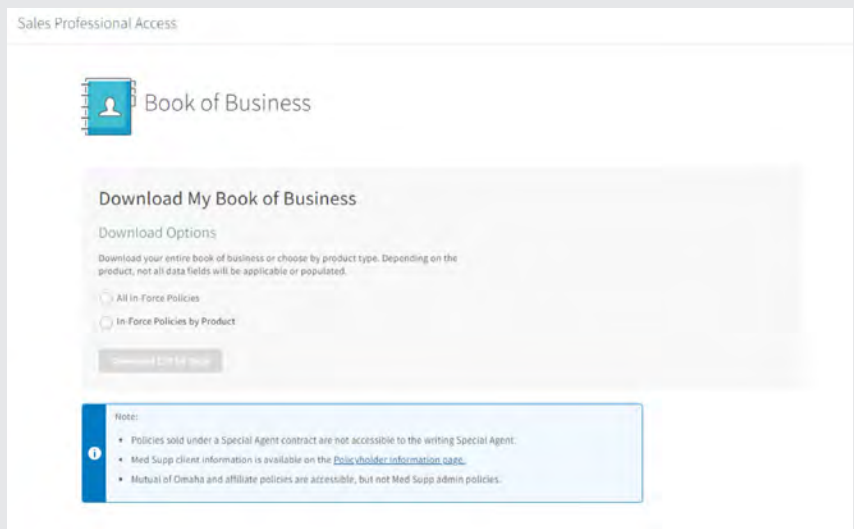 Sales Professional Access
Book of Business
Download My Book of Business
Download Options
Download your entire book of business or choose by product type. Depending on the
product, not all data fields will be applicable or populated.
All In-Force Policies
In-Force Policies by Product
Note:
• Policies sold under a Special Agent contract are not accessible to the writing Special Agent.
• Med Supp client information is available on the Policyholder Information page.
• Mutual of Omaha and affiliate policies are accessible, but not Med Supp admin policies.